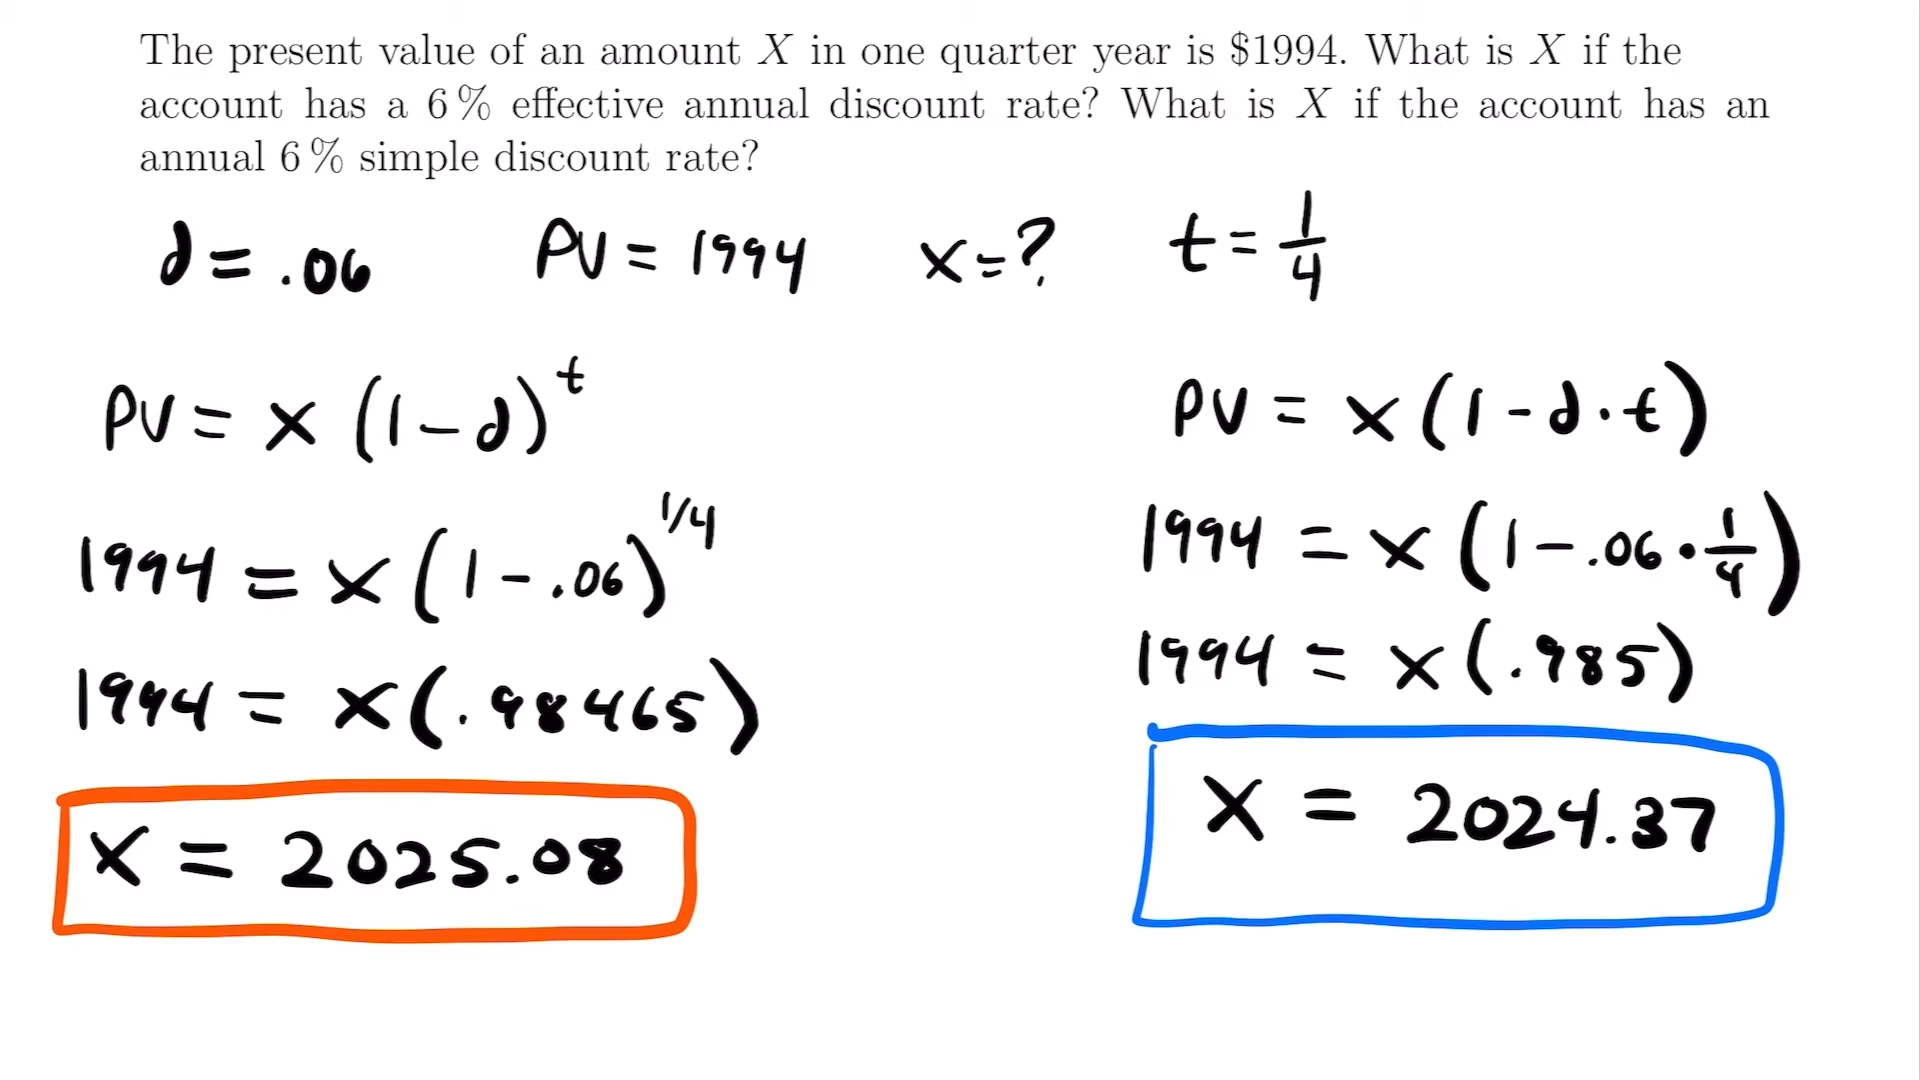 The present value of an amount X in one quarter year is $1994. What is X if the
account has a 6 % effective annual discount rate? What is X if the account has an
annual 6 % simple discount rate?
d = .06 PV = 1994 x = ? t = 1/4
PV = x (1 - d)^t
1994 = x (1 - .06)^1/4
1994 = x (.98465)
X = 2025.08
PV = x (1 - d · t)
1994 = x (1 - .06 · 1/4)
1994 = x (.985)
X = 2024.37